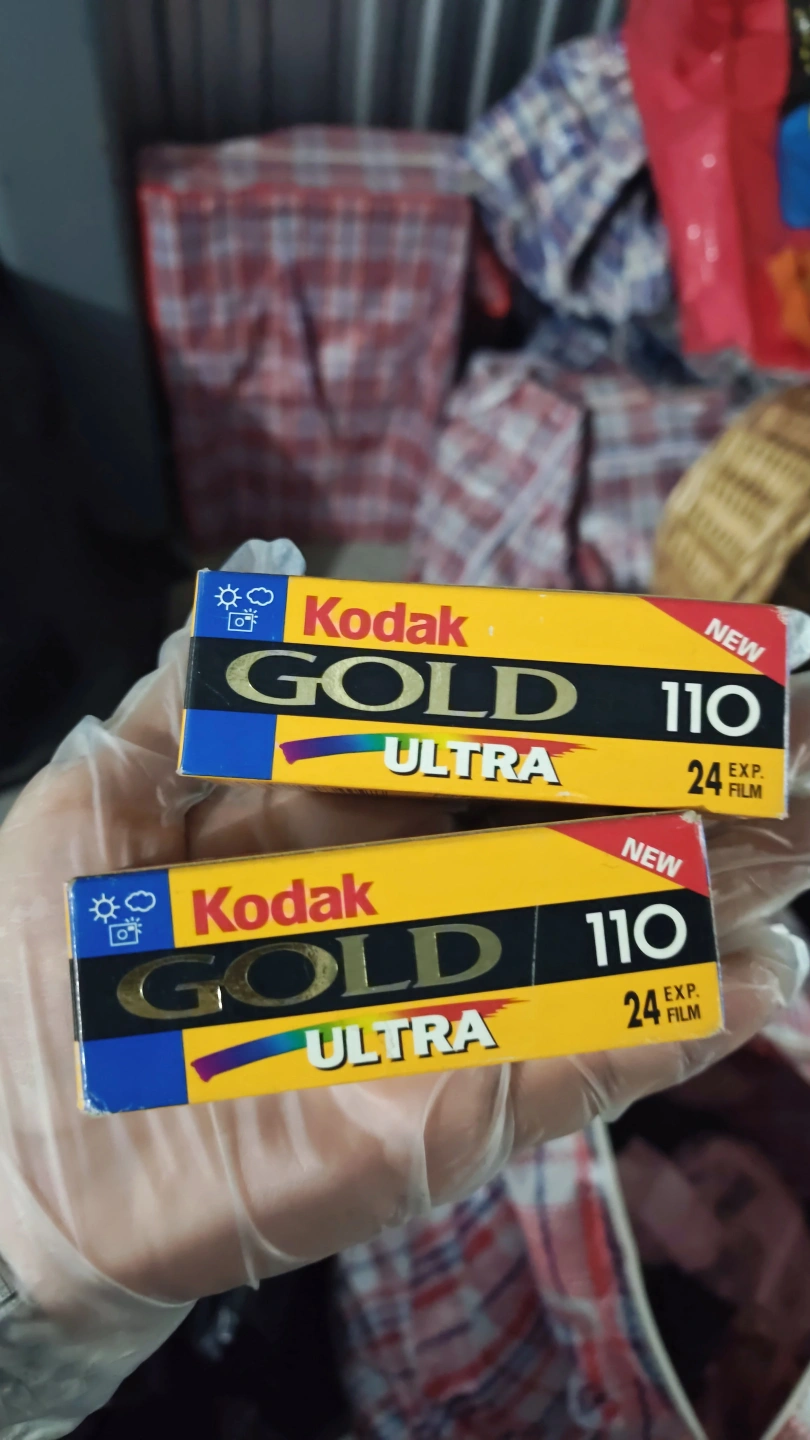 Kodak
NEW
GOLD 110
ULTRA
24 EXP. FILM
Kodak
NEW
GOLD 110
ULTRA
24 EXP. FILM